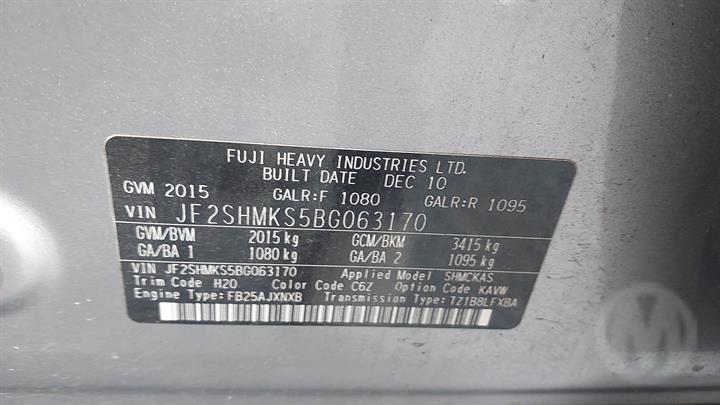 FUJI HEAVY INDUSTRIES LTD.
BUILT DATE DEC 10
GVM 2015 GALR:F 1080 GALR:R 1095
VIN JF2SHMKS5BG063170
GVM/BVM 2015 kg GCM/BKM 3415 kg
GA/BA 1 1080 kg GA/BA 2 1095 kg
VIN JF2SHMKS5BG063170 Applied Model SHMCKAS
Trim Code H20 Color Code C6Z Option Code KAVW
Engine Type:FB25AJXNXB Transmission Type:TZ1B8LFXBA
M